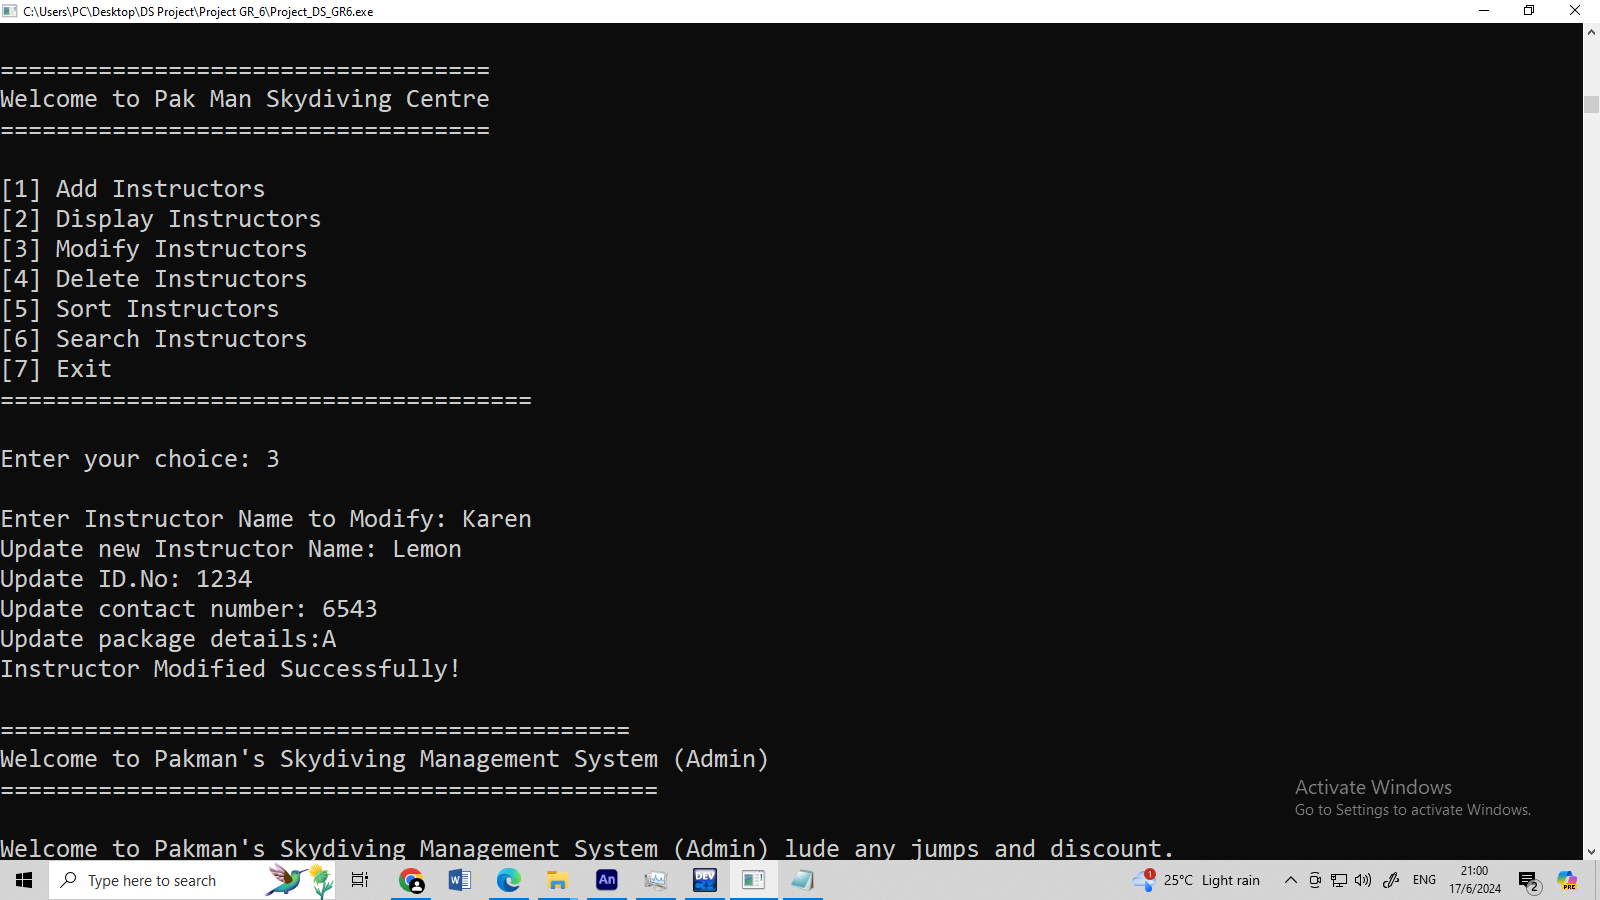 C:\Users\PC\Desktop\DS Project\Project GR_6\Project_DS_GR6.exe
===================================
Welcome to Pak Man Skydiving Centre
===================================
[1] Add Instructors
[2] Display Instructors
[3] Modify Instructors
[4] Delete Instructors
[5] Sort Instructors
[6] Search Instructors
[7] Exit
======================================
Enter your choice: 3
Enter Instructor Name to Modify: Karen
Update new Instructor Name: Lemon
Update ID.No: 1234
Update contact number: 6543
Update package details:A
Instructor Modified Successfully!
=============================================
Welcome to Pakman's Skydiving Management System (Admin)
===============================================
Activate Windows
Go to Settings to activate Windows.
Welcome to Pakman's Skydiving Management System (Admin) lude any jumps and discount.
Type here to search
W
An
DEV
1
25°C Light rain
ENG
21:00
17/6/2024
2
PRE